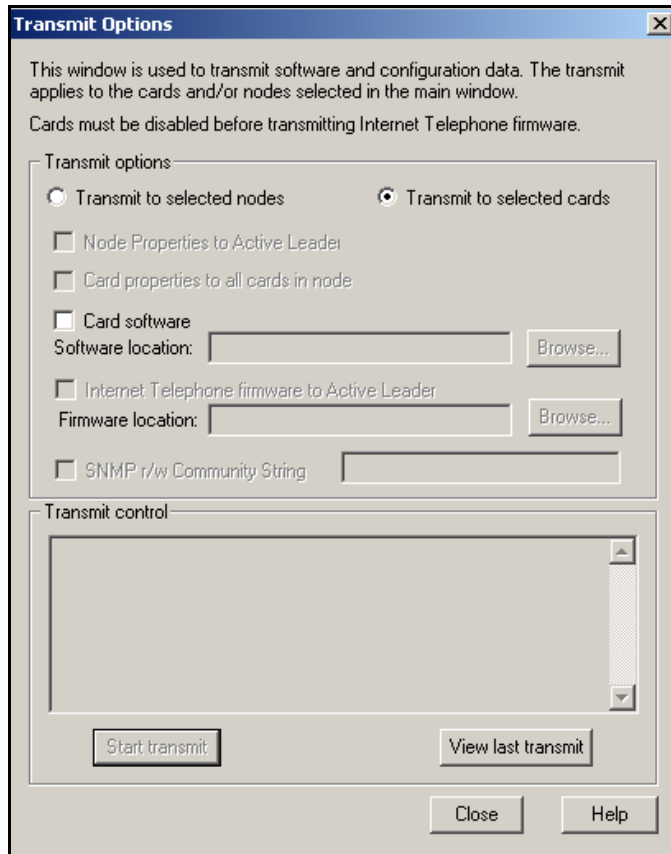 Transmit Options
This window is used to transmit software and configuration data. The transmit
applies to the cards and/or nodes selected in the main window.
Cards must be disabled before transmitting Internet Telephone firmware.
Transmit options
Transmit to selected nodes Transmit to selected cards
Node Properties to Active Leader
Card properties to all cards in node
Card software
Software location: Browse...
Internet Telephone firmware to Active Leader
Firmware location: Browse...
SNMP r/w Community String
Transmit control
Start transmit View last transmit
Close Help